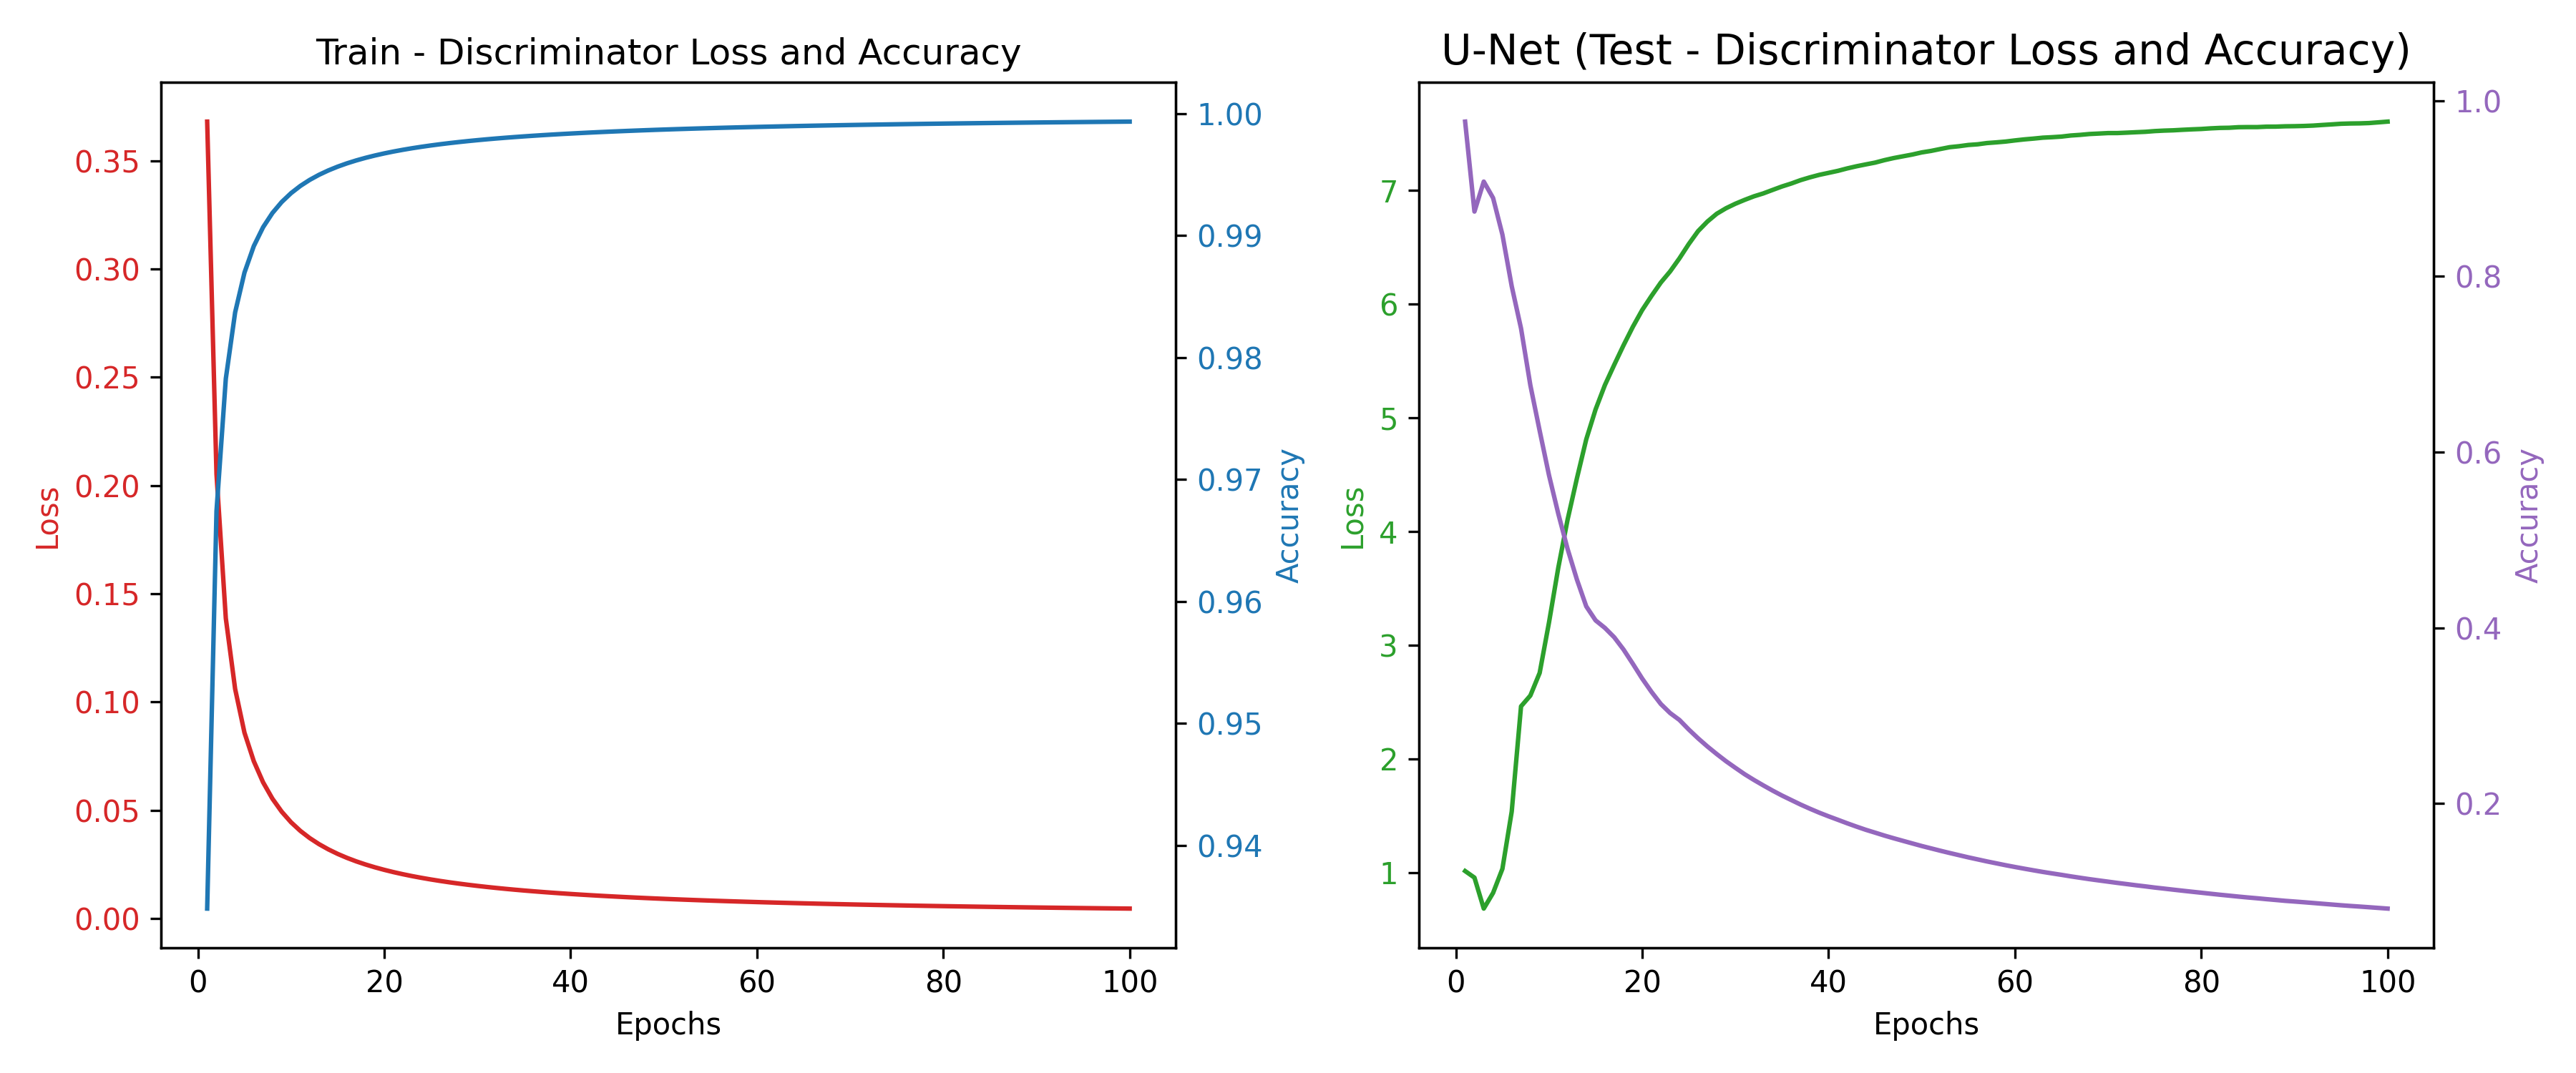 Train - Discriminator Loss and Accuracy
Loss
0.35
0.30
0.25
0.20
0.15
0.10
0.05
0.00
1.00
0.99
0.98
0.97
0.96
0.95
0.94
Accuracy
0 20 40 60 80 100
Epochs
U-Net (Test - Discriminator Loss and Accuracy)
Loss
7
6
5
4
3
2
1
1.0
0.8
0.6
0.4
0.2
Accuracy
0 20 40 60 80 100
Epochs